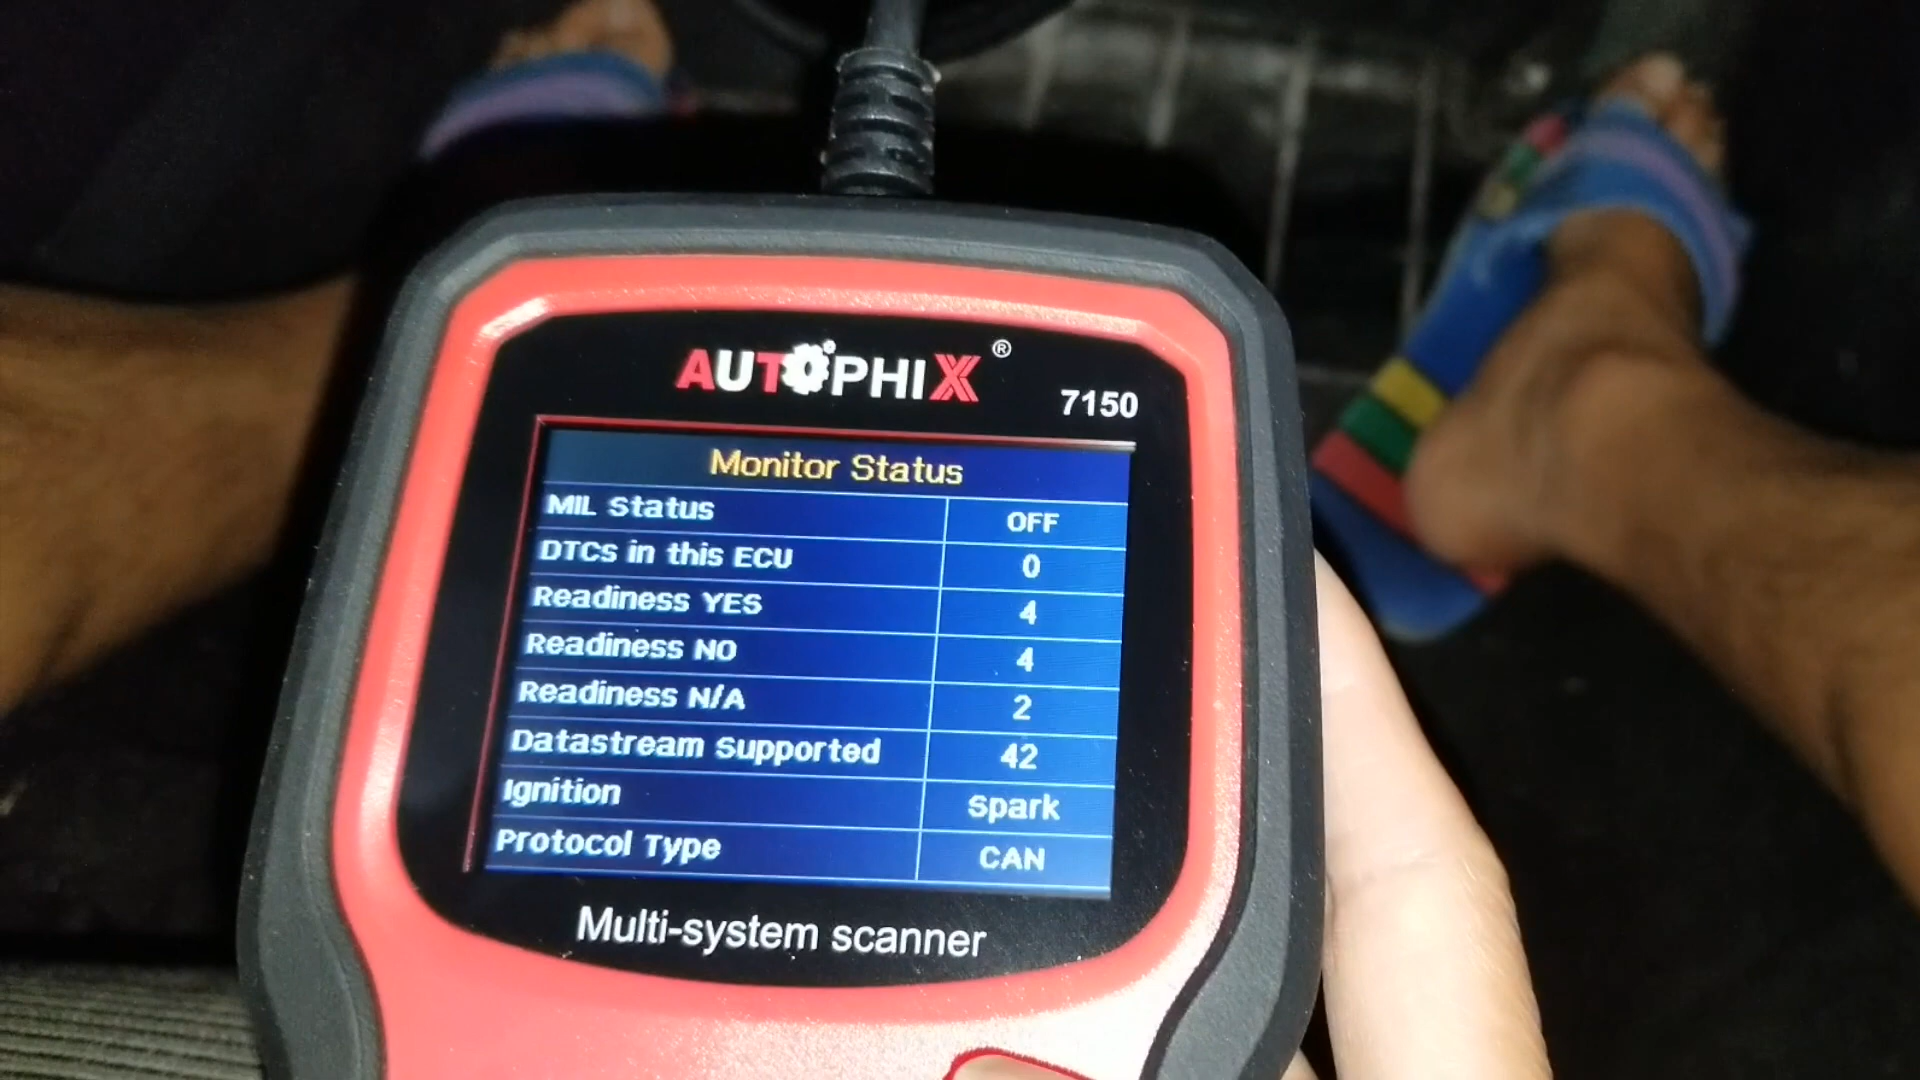 AUTOPHIX ®
7150
Monitor Status
MIL Status OFF
DTCs in this ECU 0
Readiness YES 4
Readiness NO 4
Readiness N/A 2
Datastream Supported 42
Ignition Spark
Protocol Type CAN
Multi-system scanner